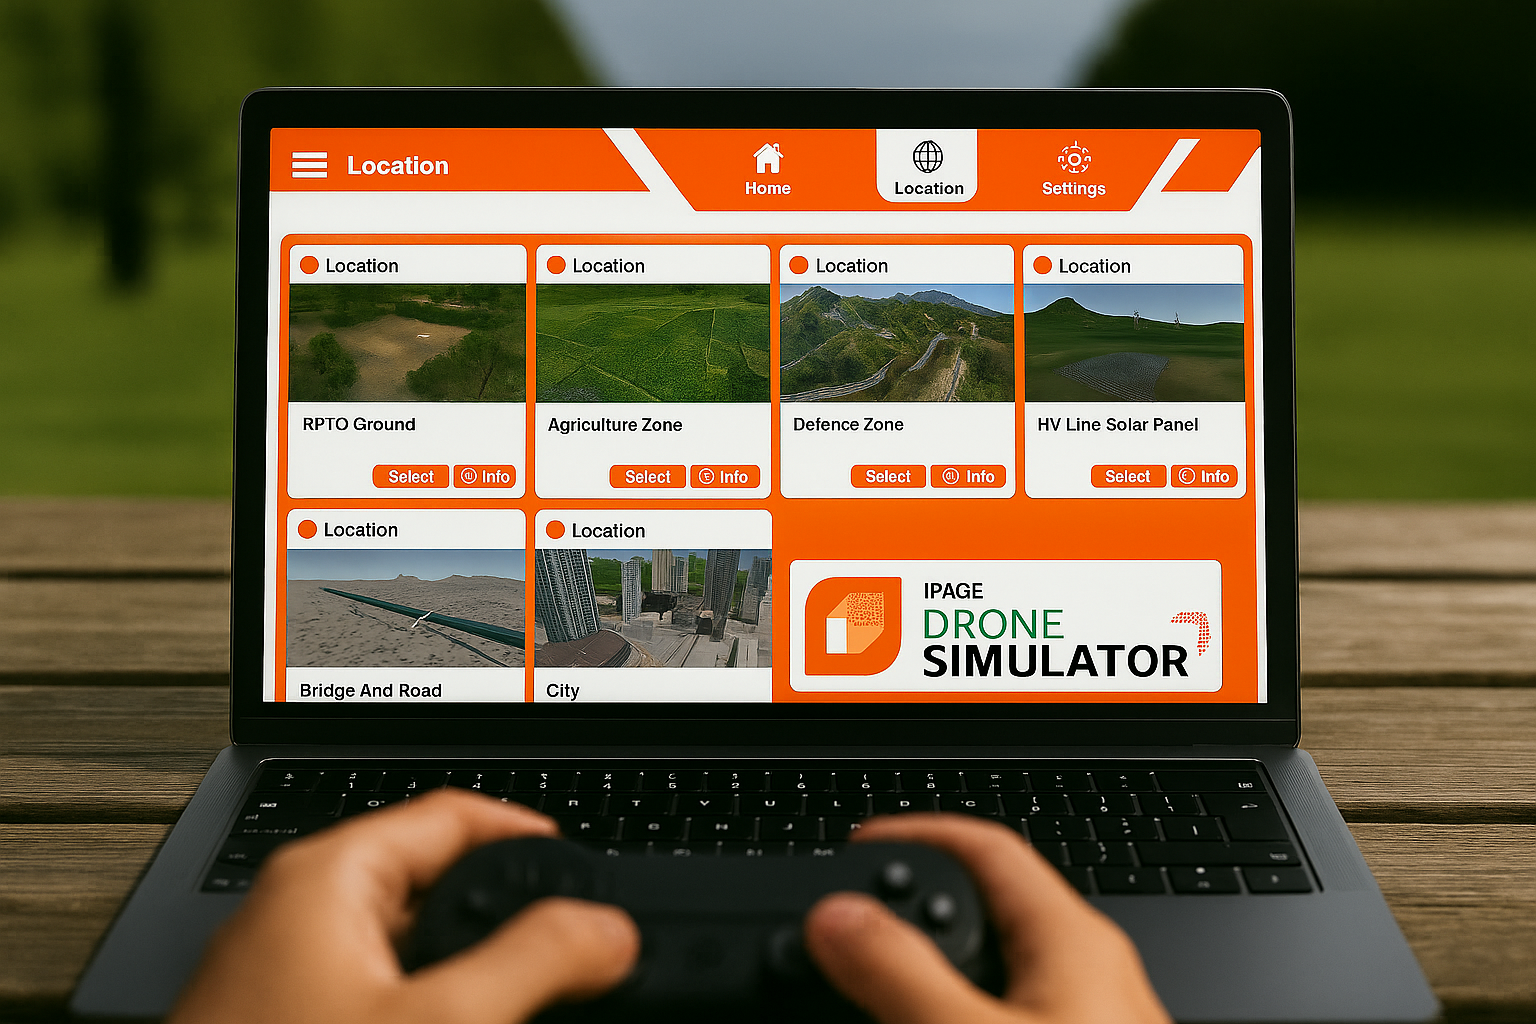 Location
Home
Location
Settings
Location
Location
Location
Location
RPTO Ground
Agriculture Zone
Defence Zone
HV Line Solar Panel
Select
Info
Select
Info
Select
Info
Select
Info
Location
Location
Bridge And Road
City
IPAGE
DRONE
SIMULATOR